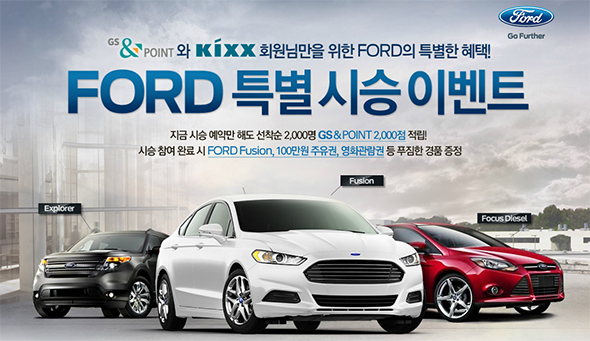 Ford
Go Further
GS & POINT 와 KIXX 회원님만을 위한 FORD의 특별한 혜택!
FORD 특별 시승 이벤트
지금 시승 예약만 해도 선착순 2,000명 GS&POINT 2,000점 적립!
시승 참여 완료 시 FORD Fusion, 100만원 주유권, 영화관람권 등 푸짐한 경품 증정
Fusion
Explorer
Focus Diesel